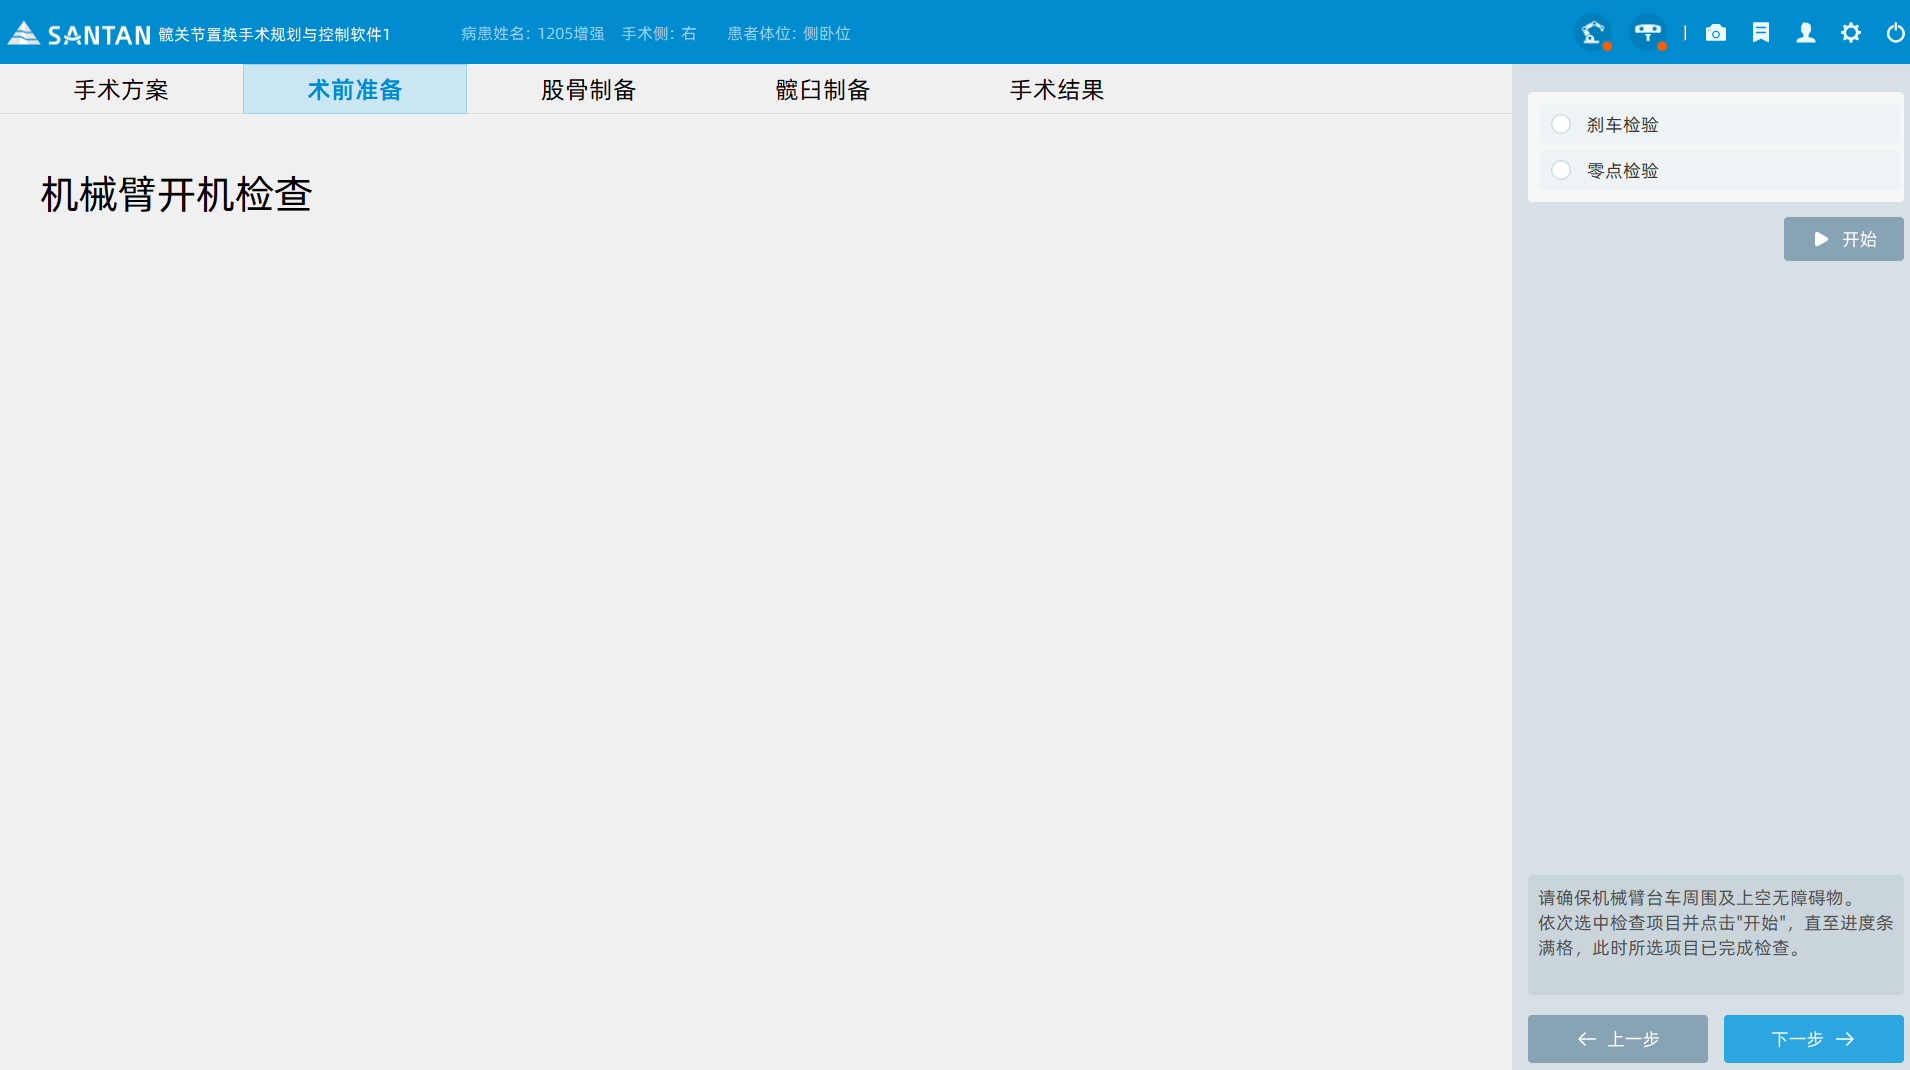 SANTAN 髋关节置换手术规划与控制软件1 病患姓名: 1205增强 手术侧: 右 患者体位: 侧卧位
手术方案 术前准备 股骨制备 髋臼制备 手术结果
机械臂开机检查
刹车检验
零点检验
开始
请确保机械臂台车周围及上空无障碍物。
依次选中检查项目并点击"开始"，直至进度条
满格，此时所选项目已完成检查。
上一步 下一步